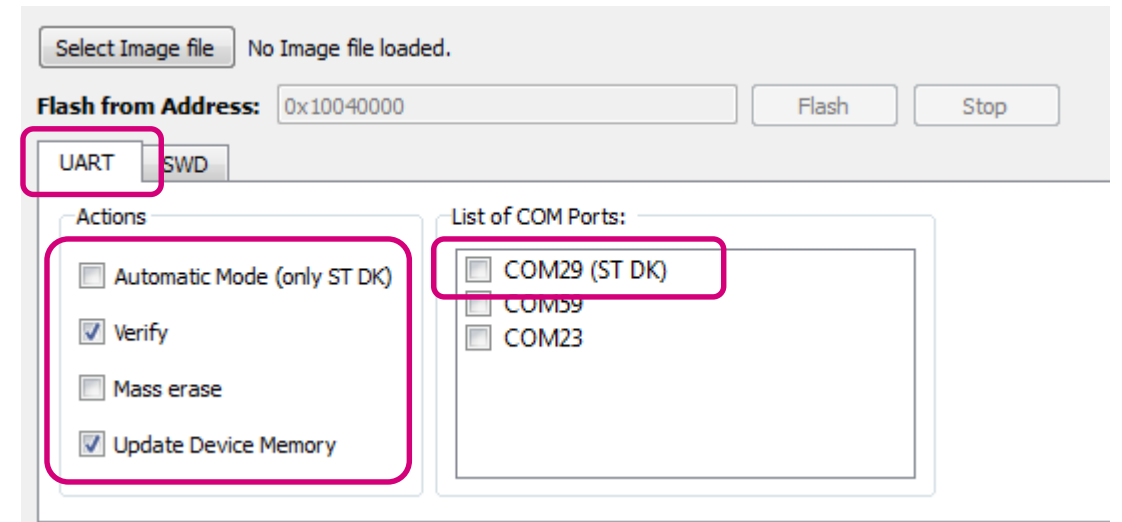 Select Image file No Image file loaded.
Flash from Address: 0x10040000 Flash Stop
UART SWD
Actions
Automatic Mode (only ST DK)
Verify
Mass erase
Update Device Memory
List of COM Ports:
COM29 (ST DK)
COM59
COM23